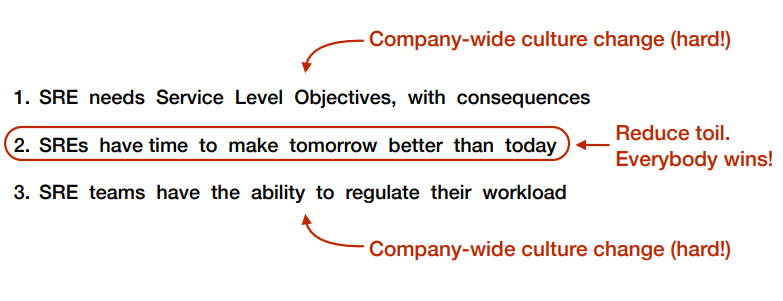 Company-wide culture change (hard!)
1. SRE needs Service Level Objectives, with consequences
2. SREs have time to make tomorrow better than today
Reduce toil.
Everybody wins!
3. SRE teams have the ability to regulate their workload
Company-wide culture change (hard!)